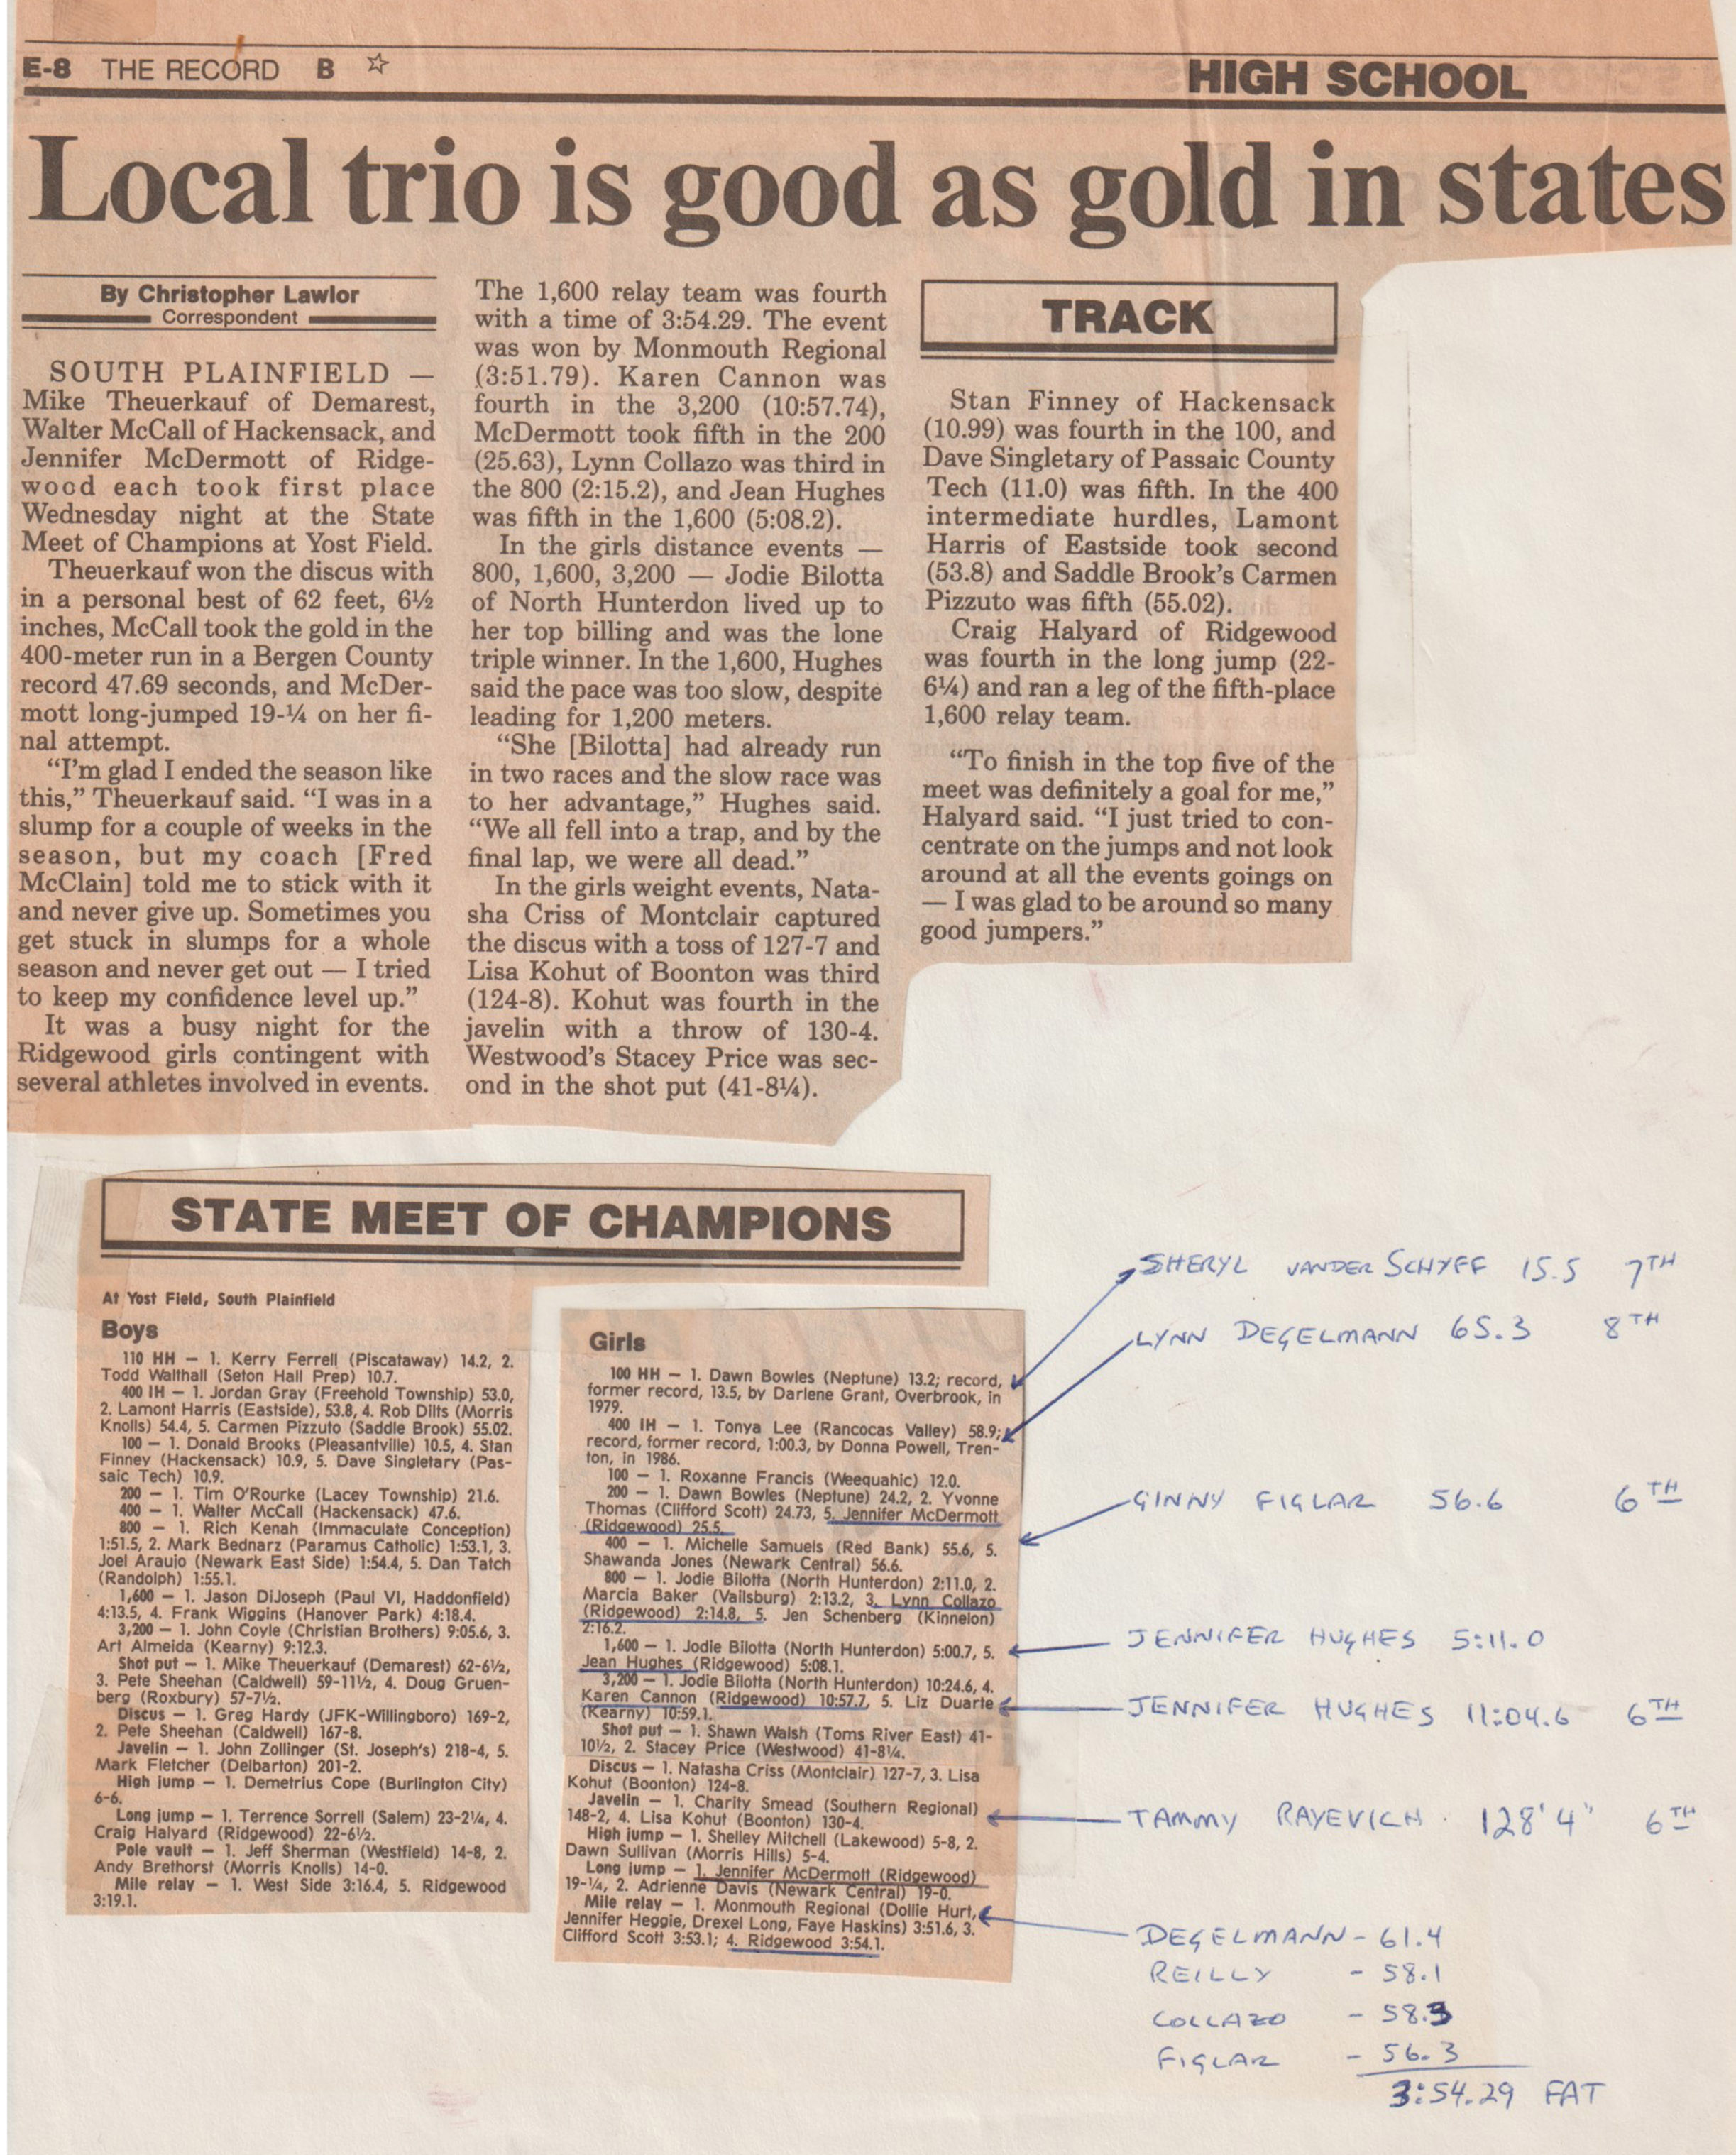 E-8 THE RECORD B ☆
HIGH SCHOOL
Local trio is good as gold in states
By Christopher Lawlor
Correspondent
SOUTH PLAINFIELD —
Mike Theuerkauf of Demarest,
Walter McCall of Hackensack, and
Jennifer McDermott of Ridge-
wood each took first place
Wednesday night at the State
Meet of Champions at Yost Field.
Theuerkauf won the discus with
in a personal best of 62 feet, 6½
inches, McCall took the gold in the
400-meter run in a Bergen County
record 47.69 seconds, and McDer-
mott long-jumped 19-¼ on her fi-
nal attempt.
“I'm glad I ended the season like
this,” Theuerkauf said. “I was in a
slump for a couple of weeks in the
season, but my coach [Fred
McClain] told me to stick with it
and never give up. Sometimes you
get stuck in slumps for a whole
season and never get out — I tried
to keep my confidence level up.”
It was a busy night for the
Ridgewood girls contingent with
several athletes involved in events.
The 1,600 relay team was fourth
with a time of 3:54.29. The event
was won by Monmouth Regional
(3:51.79). Karen Cannon was
fourth in the 3,200 (10:57.74),
McDermott took fifth in the 200
(25.63), Lynn Collazo was third in
the 800 (2:15.2), and Jean Hughes
was fifth in the 1,600 (5:08.2).
In the girls distance events —
800, 1,600, 3,200 — Jodie Bilotta
of North Hunterdon lived up to
her top billing and was the lone
triple winner. In the 1,600, Hughes
said the pace was too slow, despite
leading for 1,200 meters.
“She [Bilotta] had already run
in two races and the slow race was
to her advantage,” Hughes said.
“We all fell into a trap, and by the
final lap, we were all dead.”
In the girls weight events, Nata-
sha Criss of Montclair captured
the discus with a toss of 127-7 and
Lisa Kohut of Boonton was third
(124-8). Kohut was fourth in the
javelin with a throw of 130-4.
Westwood's Stacey Price was sec-
ond in the shot put (41-8¼).
TRACK
Stan Finney of Hackensack
(10.99) was fourth in the 100, and
Dave Singletary of Passaic County
Tech (11.0) was fifth. In the 400
intermediate hurdles, Lamont
Harris of Eastside took second
(53.8) and Saddle Brook's Carmen
Pizzuto was fifth (55.02).
Craig Halyard of Ridgewood
was fourth in the long jump (22-
6¼) and ran a leg of the fifth-place
1,600 relay team.
“To finish in the top five of the
meet was definitely a goal for me,”
Halyard said. “I just tried to con-
centrate on the jumps and not look
around at all the events goings on
— I was glad to be around so many
good jumpers.”
STATE MEET OF CHAMPIONS
At Yost Field, South Plainfield
Boys
110 HH — 1. Kerry Ferrell (Piscataway) 14.2, 2.
Todd Walthall (Seton Hall Prep) 10.7.
400 IH — 1. Jordan Gray (Freehold Township) 53.0,
2. Lamont Harris (Eastside), 53.8, 4. Rob Dilts (Morris
Knolls) 54.4, 5. Carmen Pizzuto (Saddle Brook) 55.02.
100 — 1. Donald Brooks (Pleasantville) 10.5, 4. Stan
Finney (Hackensack) 10.9, 5. Dave Singletary (Pas-
saic Tech) 10.9.
200 — 1. Tim O'Rourke (Lacey Township) 21.6.
400 — 1. Walter McCall (Hackensack) 47.6.
800 — 1. Rich Kenah (Immaculate Conception)
1:51.5, 2. Mark Bednarz (Paramus Catholic) 1:53.1, 3.
Joel Araujo (Newark East Side) 1:54.4, 5. Dan Tatch
(Randolph) 1:55.1.
1,600 — 1. Jason DiJoseph (Paul VI, Haddonfield)
4:13.5, 4. Frank Wiggins (Hanover Park) 4:18.4.
3,200 — 1. John Coyle (Christian Brothers) 9:05.6, 3.
Art Almeida (Kearny) 9:12.3.
Shot put — 1. Mike Theuerkauf (Demarest) 62-6½,
3. Pete Sheehan (Caldwell) 59-11½, 4. Doug Gruen-
berg (Roxbury) 57-7½.
Discus — 1. Greg Hardy (JFK-Willingboro) 169-2,
2. Pete Sheehan (Caldwell) 167-8.
Javelin — 1. John Zollinger (St. Joseph's) 218-4, 5.
Mark Fletcher (Delbarton) 201-2.
High jump — 1. Demetrius Cope (Burlington City)
6-6.
Long jump — 1. Terrence Sorrell (Salem) 23-2¼, 4.
Craig Halyard (Ridgewood) 22-6½.
Pole vault — 1. Jeff Sherman (Westfield) 14-8, 2.
Andy Brethorst (Morris Knolls) 14-0.
Mile relay — 1. West Side 3:16.4, 5. Ridgewood
3:19.1.
Girls
100 HH — 1. Dawn Bowles (Neptune) 13.2; record,
former record, 13.5, by Darlene Grant, Overbrook, in
1979.
400 IH — 1. Tonya Lee (Rancocas Valley) 58.9;
record, former record, 1:00.3, by Donna Powell, Tren-
ton, in 1986.
100 — 1. Roxanne Francis (Weequahic) 12.0.
200 — 1. Dawn Bowles (Neptune) 24.2, 2. Yvonne
Thomas (Clifford Scott) 24.73, 5. Jennifer McDermott
(Ridgewood) 25.5.
400 — 1. Michelle Samuels (Red Bank) 55.6, 5.
Shawanda Jones (Newark Central) 56.6.
800 — 1. Jodie Bilotta (North Hunterdon) 2:11.0, 2.
Marcia Baker (Vailsburg) 2:13.2, 3. Lynn Collazo
(Ridgewood) 2:14.8, 5. Jen Schenberg (Kinnelon)
2:16.2.
1,600 — 1. Jodie Bilotta (North Hunterdon) 5:00.7, 5.
Jean Hughes (Ridgewood) 5:08.1.
3,200 — 1. Jodie Bilotta (North Hunterdon) 10:24.6, 4.
Karen Cannon (Ridgewood) 10:57.7, 5. Liz Duarte
(Kearny) 10:59.1.
Shot put — 1. Shawn Walsh (Toms River East) 41-
10½, 2. Stacey Price (Westwood) 41-8¼.
Discus — 1. Natasha Criss (Montclair) 127-7, 3. Lisa
Kohut (Boonton) 124-8.
Javelin — 1. Charity Smead (Southern Regional)
148-2, 4. Lisa Kohut (Boonton) 130-4.
High jump — 1. Shelley Mitchell (Lakewood) 5-8, 2.
Dawn Sullivan (Morris Hills) 5-4.
Long jump — 1. Jennifer McDermott (Ridgewood)
19-¼, 2. Adrienne Davis (Newark Central) 19-0.
Mile relay — 1. Monmouth Regional (Dollie Hurt,
Jennifer Heggie, Drexel Long, Faye Haskins) 3:51.6, 3.
Clifford Scott 3:53.1; 4. Ridgewood 3:54.1.
SHERYL VANDER SCHYFF 15.5 7TH
LYNN DEGELMANN 65.3 8TH
GINNY FIGLAR 56.6 6TH
JENNIFER HUGHES 5:11.0
JENNIFER HUGHES 11:04.6 6TH
TAMMY RAYEVICH 128'4" 6TH
DEGELMANN - 61.4
REILLY - 58.1
COLLAZO - 58.3
FIGLAR - 56.3
3:54.29 FAT